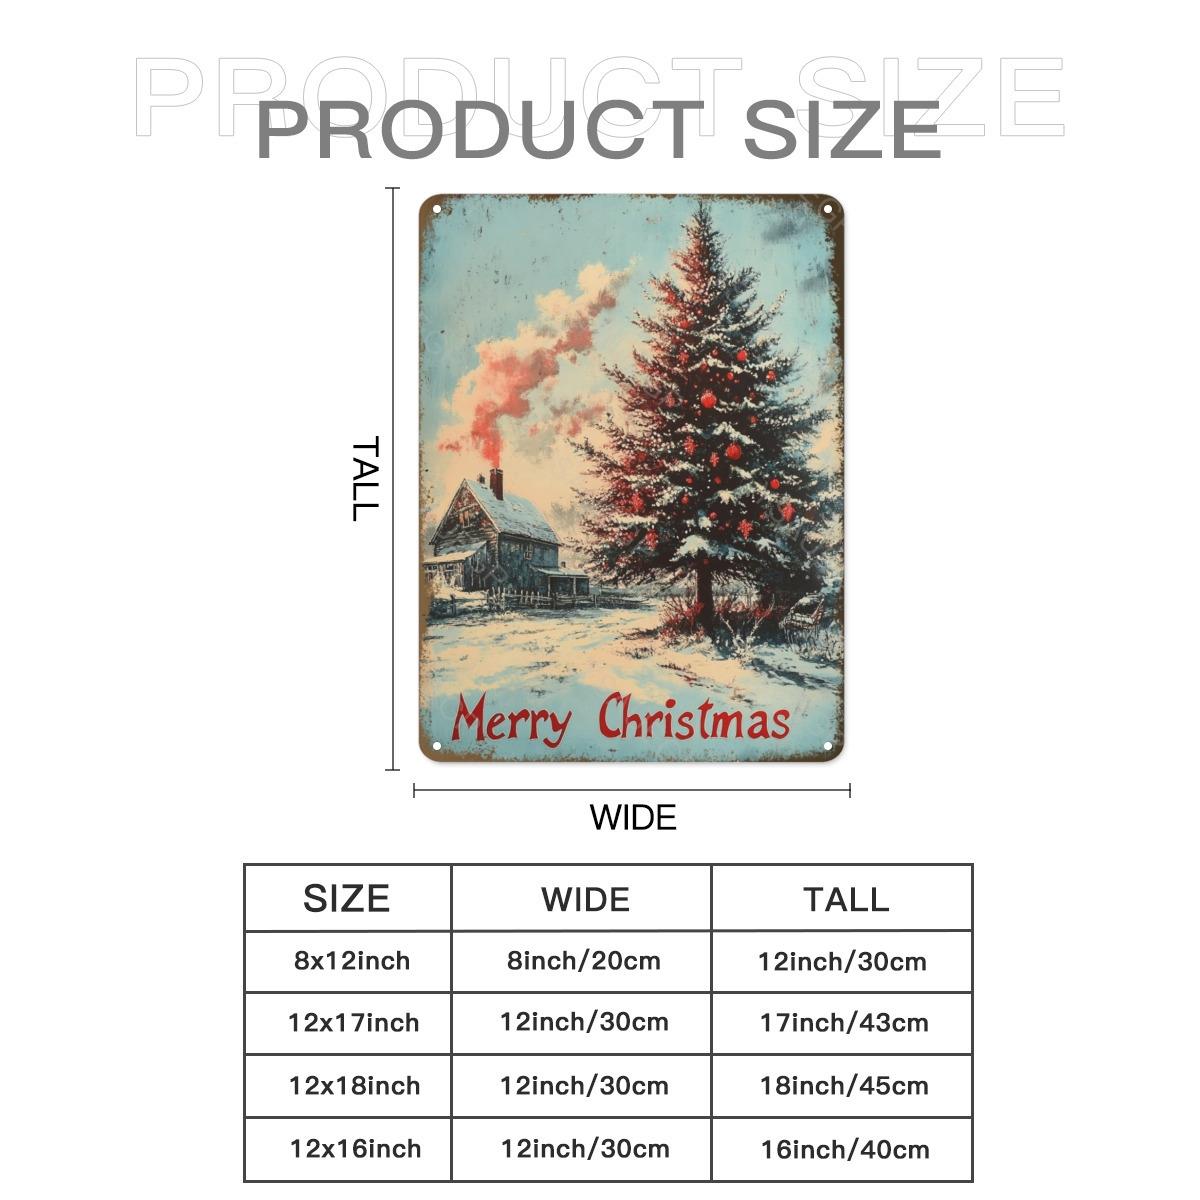 PRODUCT SIZE
PRODUCT SIZE
TALL
Merry Christmas
WIDE
SIZE WIDE TALL
8x12inch 8inch/20cm 12inch/30cm
12x17inch 12inch/30cm 17inch/43cm
12x18inch 12inch/30cm 18inch/45cm
12x16inch 12inch/30cm 16inch/40cm